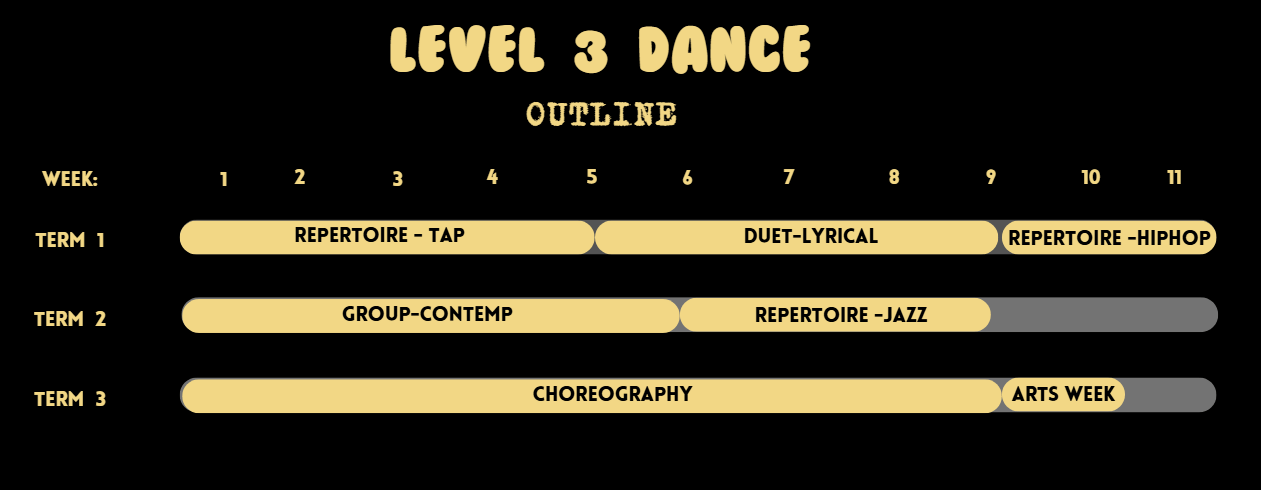 LEVEL 3 DANCE
OUTLINE
WEEK: 1 2 3 4 5 6 7 8 9 10 11
TERM 1 REPERTOIRE - TAP DUET-LYRICAL REPERTOIRE -HIPHOP
TERM 2 GROUP-CONTEMP REPERTOIRE -JAZZ
TERM 3 CHOREOGRAPHY ARTS WEEK